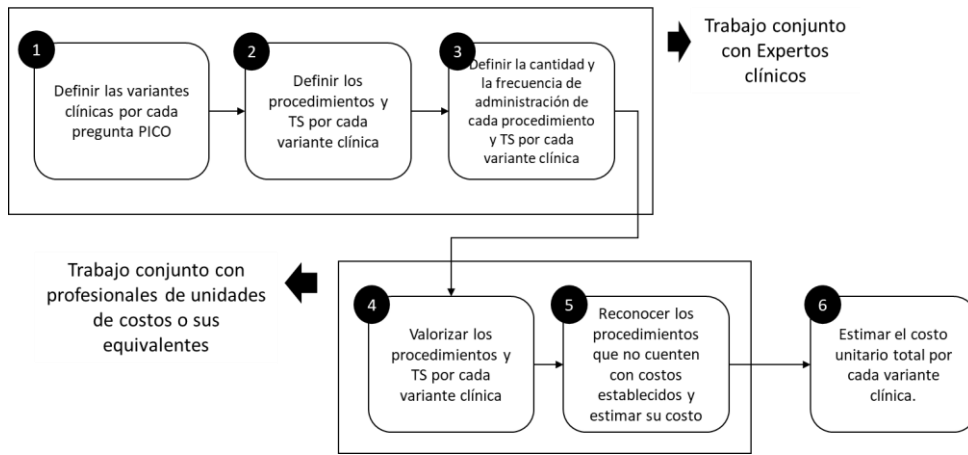 1
Definir las variantes
clínicas por cada
pregunta PICO
2
Definir los
procedimientos y
TS por cada
variante clínica
3
Definir la cantidad y
la frecuencia de
administración de
cada procedimiento
y TS por cada
variante clínica
Trabajo conjunto
con Expertos
clínicos
Trabajo conjunto con
profesionales de unidades
de costos o sus
equivalentes
4
Valorizar los
procedimientos y
TS por cada
variante clínica
5
Reconocer los
procedimientos
que no cuenten
con costos
establecidos y
estimar su costo
6
Estimar el costo
unitario total por
cada variante
clínica.